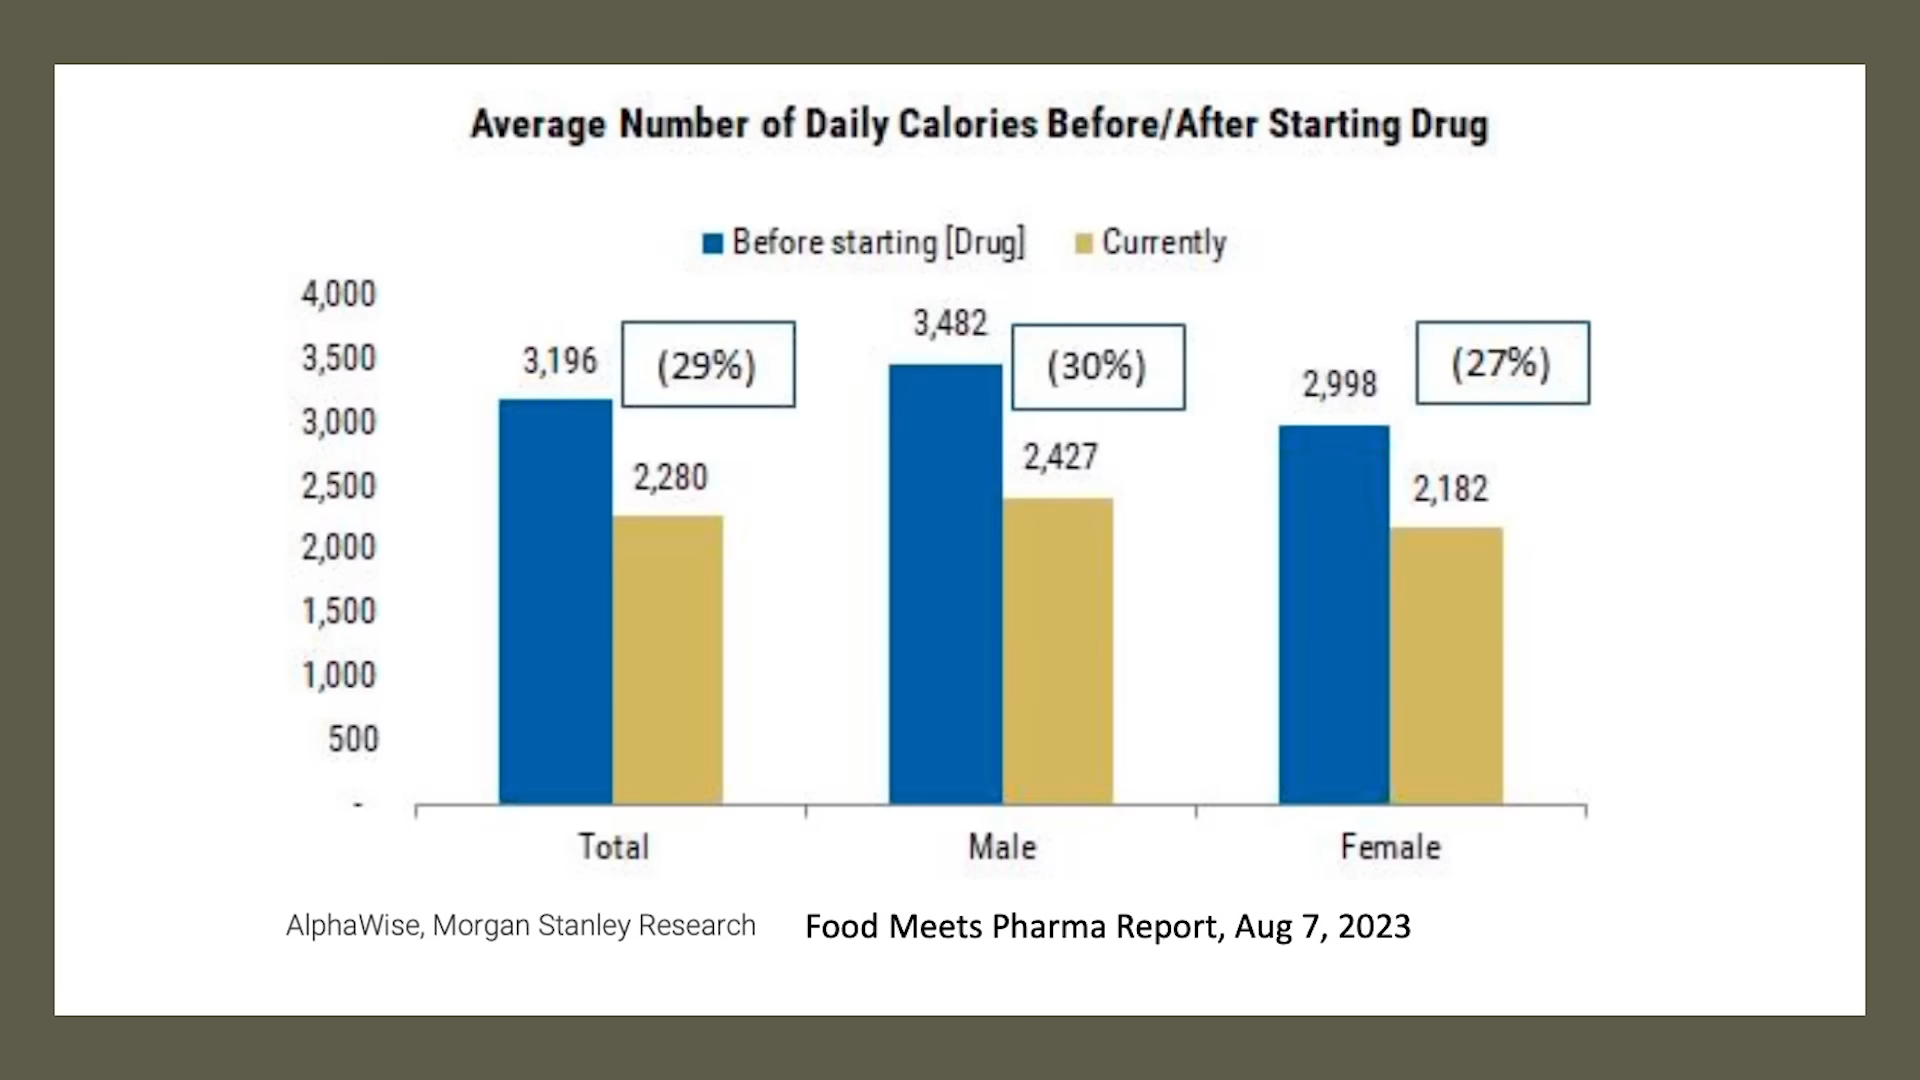 Average Number of Daily Calories Before/After Starting Drug
Before starting [Drug] Currently
4,000
3,500
3,000
2,500
2,000
1,500
1,000
500
-
3,196 (29%) 3,482 (30%) 2,998 (27%)
2,280 2,427 2,182
Total Male Female
AlphaWise, Morgan Stanley Research Food Meets Pharma Report, Aug 7, 2023